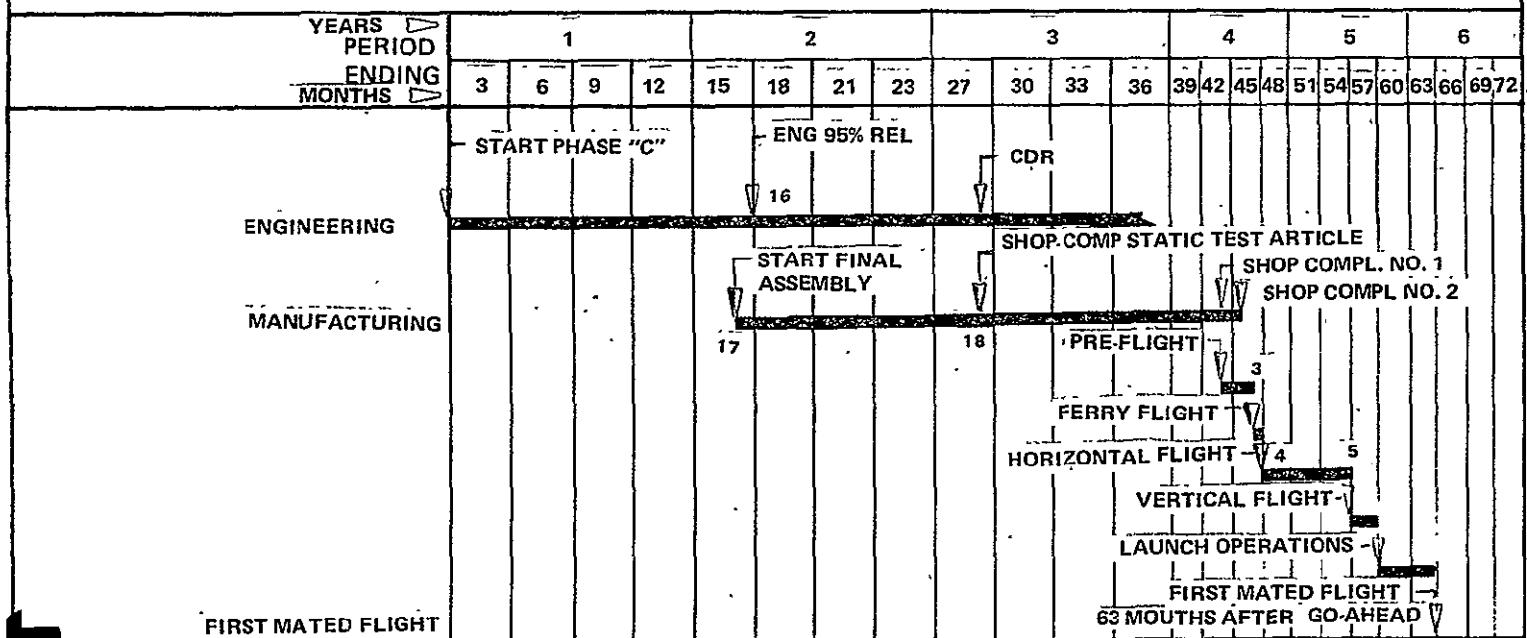 YEARS
PERIOD
1 2 3 4 5 6
ENDING
MONTHS
3 6 9 12 15 18 21 23 27 30 33 36 39 42 45 48 51 54 57 60 63 66 69 72
START PHASE "C"
ENG 95% REL
CDR
16
ENGINEERING
SHOP COMP STATIC TEST ARTICLE
START FINAL
ASSEMBLY
SHOP COMPL. NO. 1
SHOP COMPL NO. 2
MANUFACTURING
17
18
PRE-FLIGHT
3
FERRY FLIGHT
HORIZONTAL FLIGHT
4
5
VERTICAL FLIGHT
LAUNCH OPERATIONS
FIRST MATED FLIGHT
63 MOUTHS AFTER GO-AHEAD
FIRST MATED FLIGHT